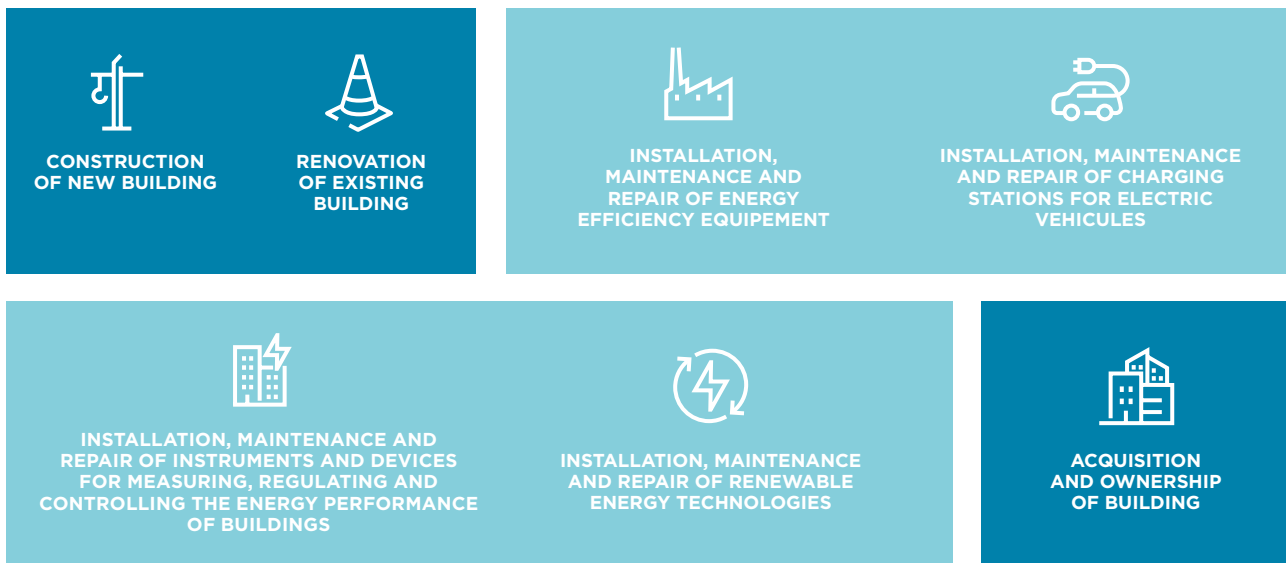 CONSTRUCTION
OF NEW BUILDING
RENOVATION
OF EXISTING
BUILDING
INSTALLATION,
MAINTENANCE AND
REPAIR OF ENERGY
EFFICIENCY EQUIPEMENT
INSTALLATION, MAINTENANCE
AND REPAIR OF CHARGING
STATIONS FOR ELECTRIC
VEHICULES
INSTALLATION, MAINTENANCE AND
REPAIR OF INSTRUMENTS AND DEVICES
FOR MEASURING, REGULATING AND
CONTROLLING THE ENERGY PERFORMANCE
OF BUILDINGS
INSTALLATION, MAINTENANCE
AND REPAIR OF RENEWABLE
ENERGY TECHNOLOGIES
ACQUISITION
AND OWNERSHIP
OF BUILDING